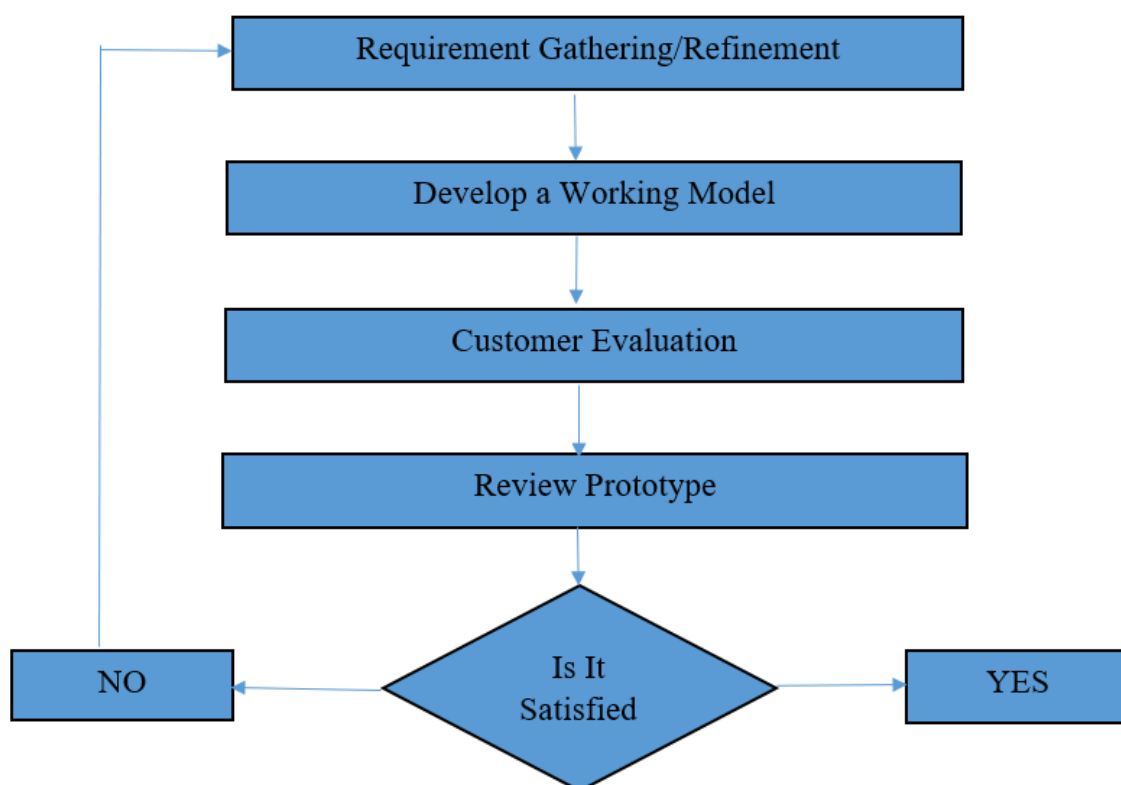 Requirement Gathering/Refinement
Develop a Working Model
Customer Evaluation
Review Prototype
Is It
Satisfied
NO
YES